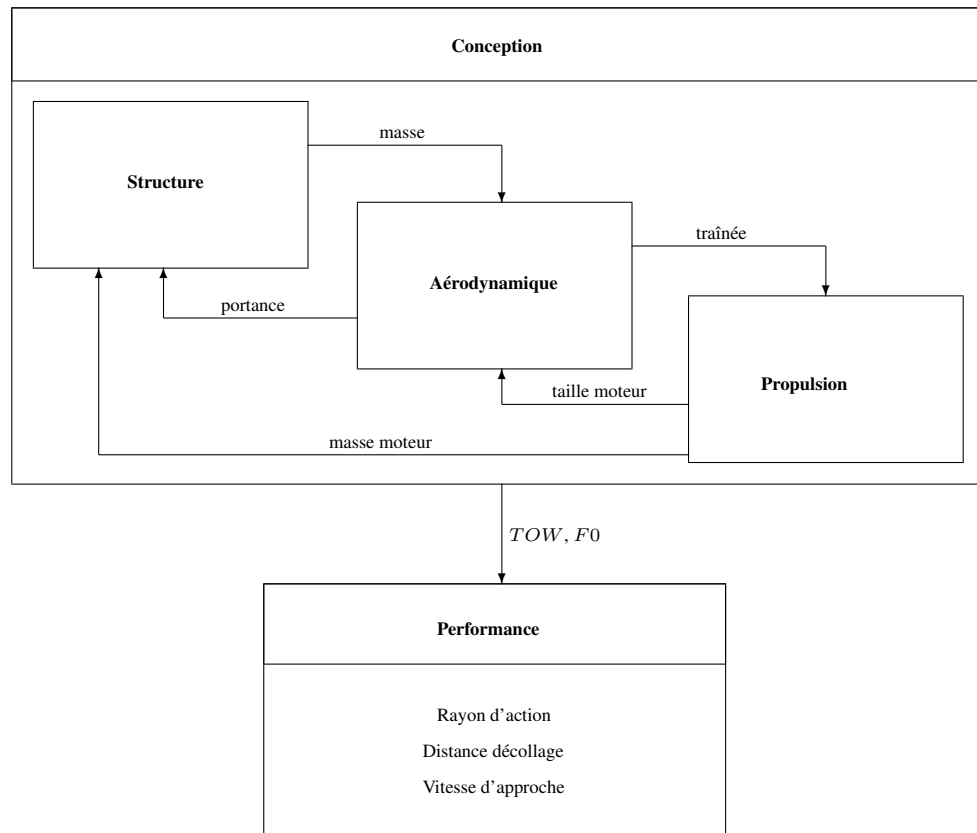 Conception
masse
Structure
traînée
Aérodynamique
portance
Propulsion
taille moteur
masse moteur
TOW, F0
Performance
Rayon d'action
Distance décollage
Vitesse d'approche